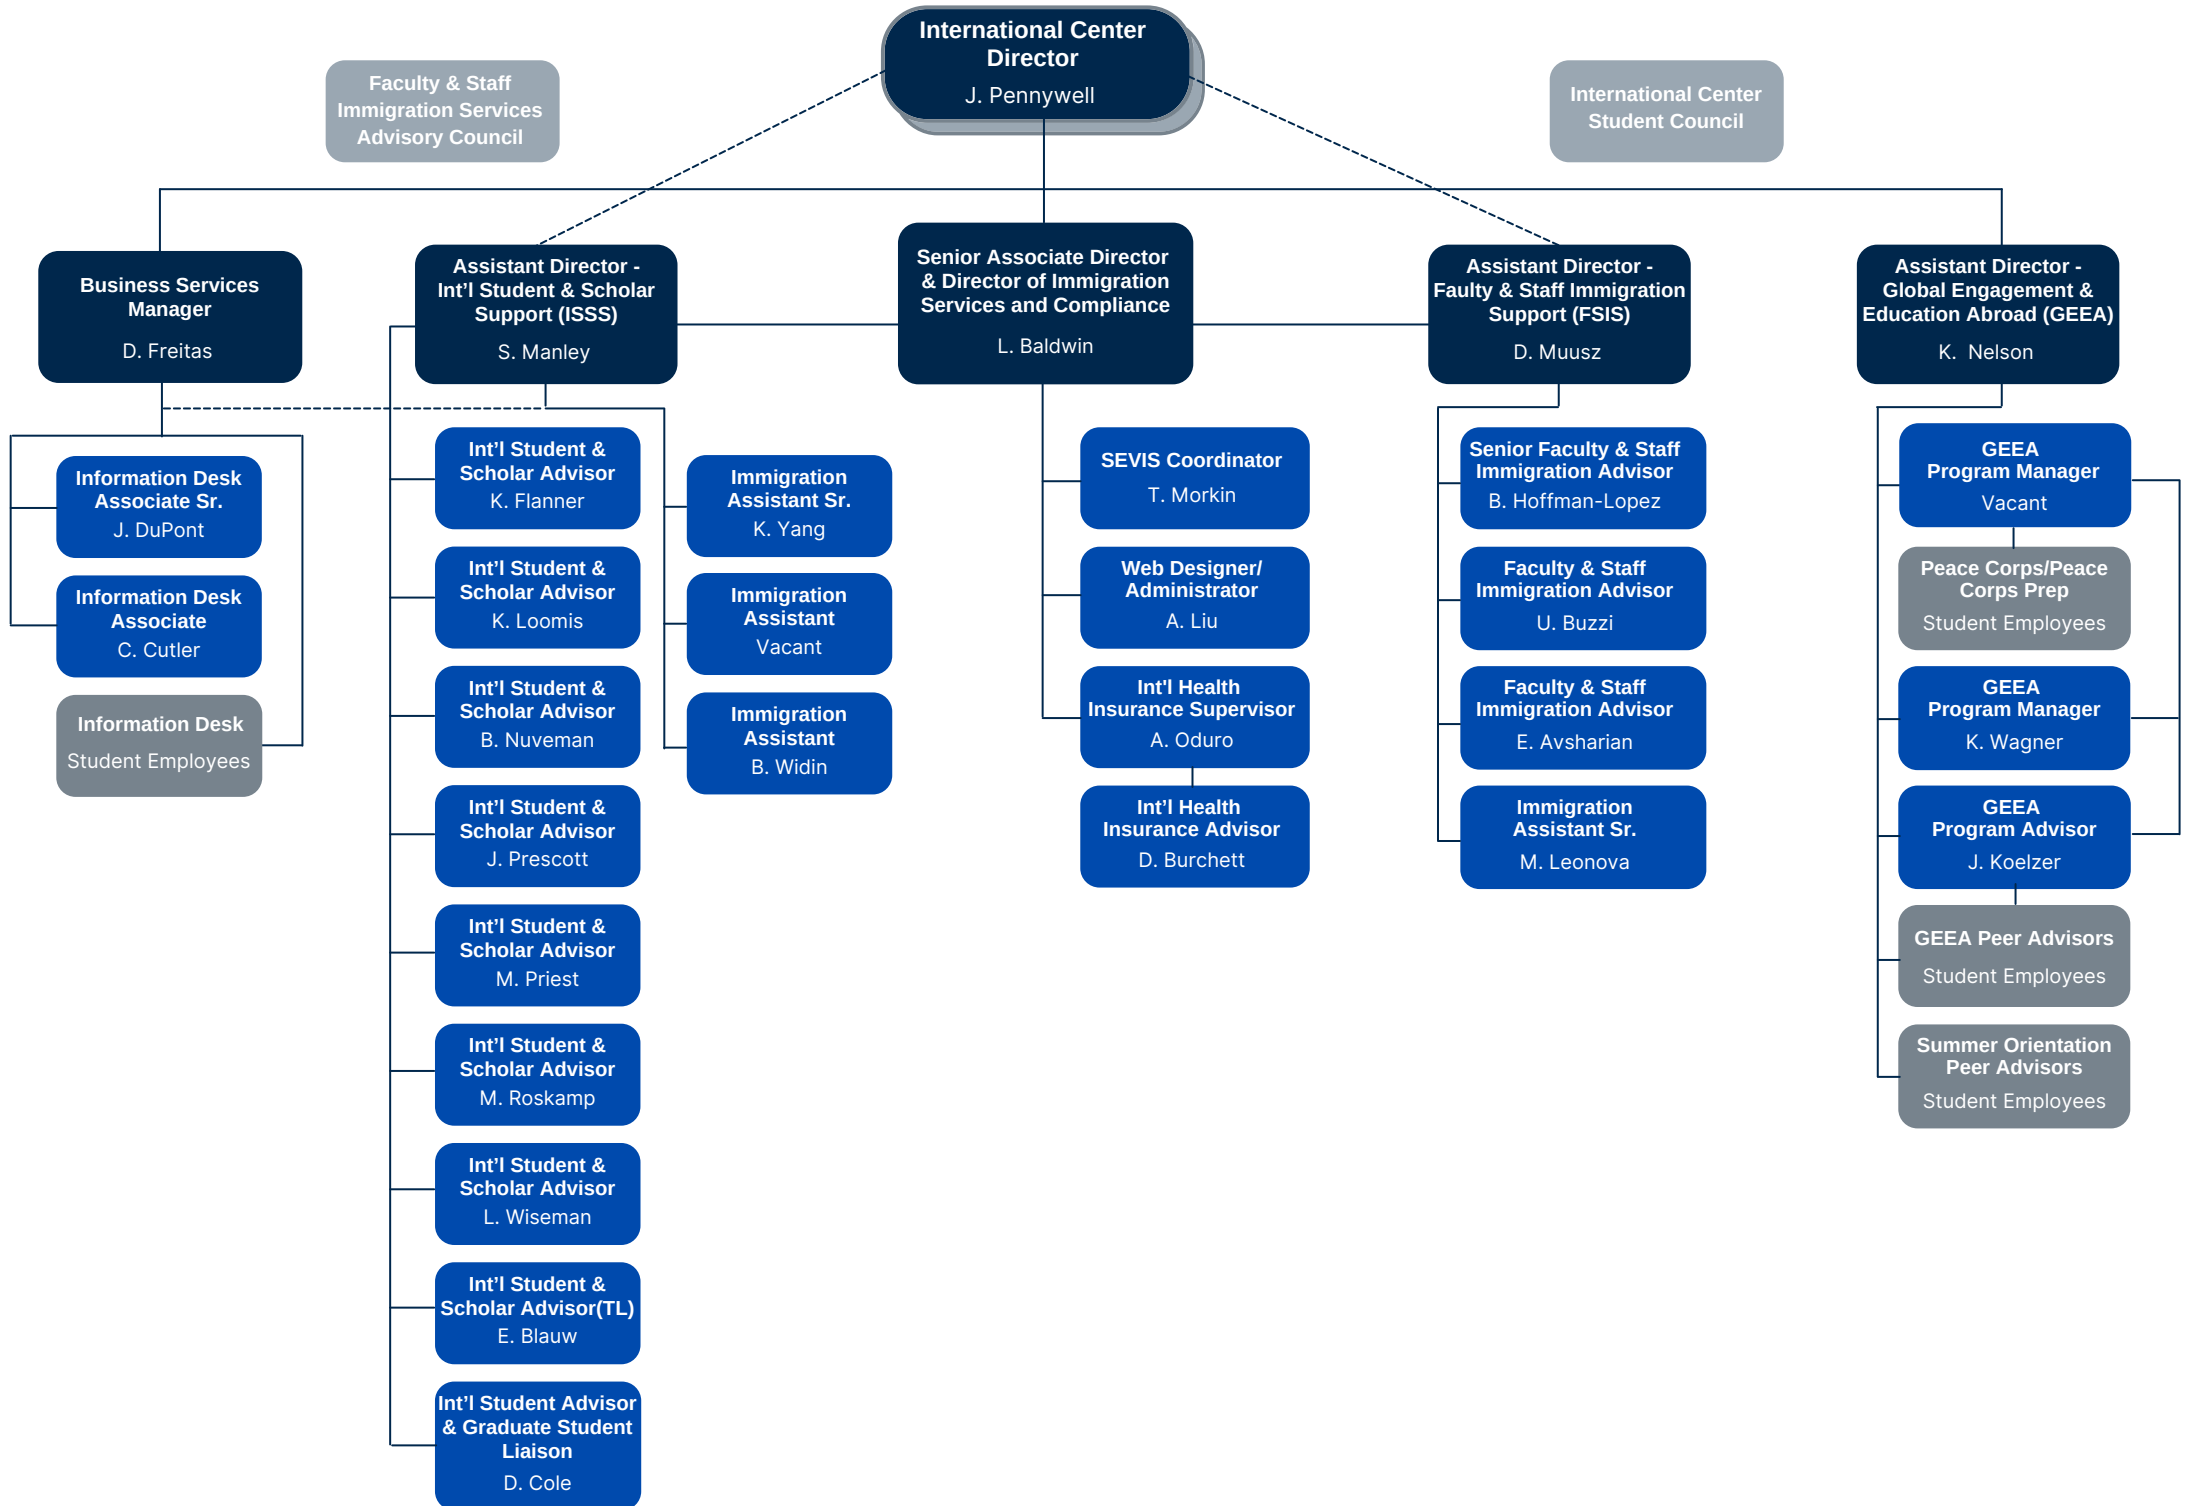 International Center
Director
J. Pennywell
Faculty & Staff
Immigration Services
Advisory Council
International Center
Student Council
Business Services
Manager
D. Freitas
Assistant Director -
Int’l Student & Scholar
Support (ISSS)
S. Manley
Senior Associate Director
& Director of Immigration
Services and Compliance
L. Baldwin
Assistant Director -
Faulty & Staff Immigration
Support (FSIS)
D. Muusz
Assistant Director -
Global Engagement &
Education Abroad (GEEA)
K. Nelson
Information Desk
Associate Sr.
J. DuPont
Information Desk
Associate
C. Cutler
Information Desk
Student Employees
Int’l Student &
Scholar Advisor
K. Flanner
Int’l Student &
Scholar Advisor
K. Loomis
Int’l Student &
Scholar Advisor
B. Nuveman
Int’l Student &
Scholar Advisor
J. Prescott
Int’l Student &
Scholar Advisor
M. Priest
Int’l Student &
Scholar Advisor
M. Roskamp
Int’l Student &
Scholar Advisor
L. Wiseman
Int’l Student &
Scholar Advisor(TL)
E. Blauw
Int’l Student Advisor
& Graduate Student
Liaison
D. Cole
Immigration
Assistant Sr.
K. Yang
Immigration
Assistant
Vacant
Immigration
Assistant
B. Widin
SEVIS Coordinator
T. Morkin
Web Designer/
Administrator
A. Liu
Int'l Health
Insurance Supervisor
A. Oduro
Int’l Health
Insurance Advisor
D. Burchett
Senior Faculty & Staff
Immigration Advisor
B. Hoffman-Lopez
Faculty & Staff
Immigration Advisor
U. Buzzi
Faculty & Staff
Immigration Advisor
E. Avsharian
Immigration
Assistant Sr.
M. Leonova
GEEA
Program Manager
Vacant
Peace Corps/Peace
Corps Prep
Student Employees
GEEA
Program Manager
K. Wagner
GEEA
Program Advisor
J. Koelzer
GEEA Peer Advisors
Student Employees
Summer Orientation
Peer Advisors
Student Employees